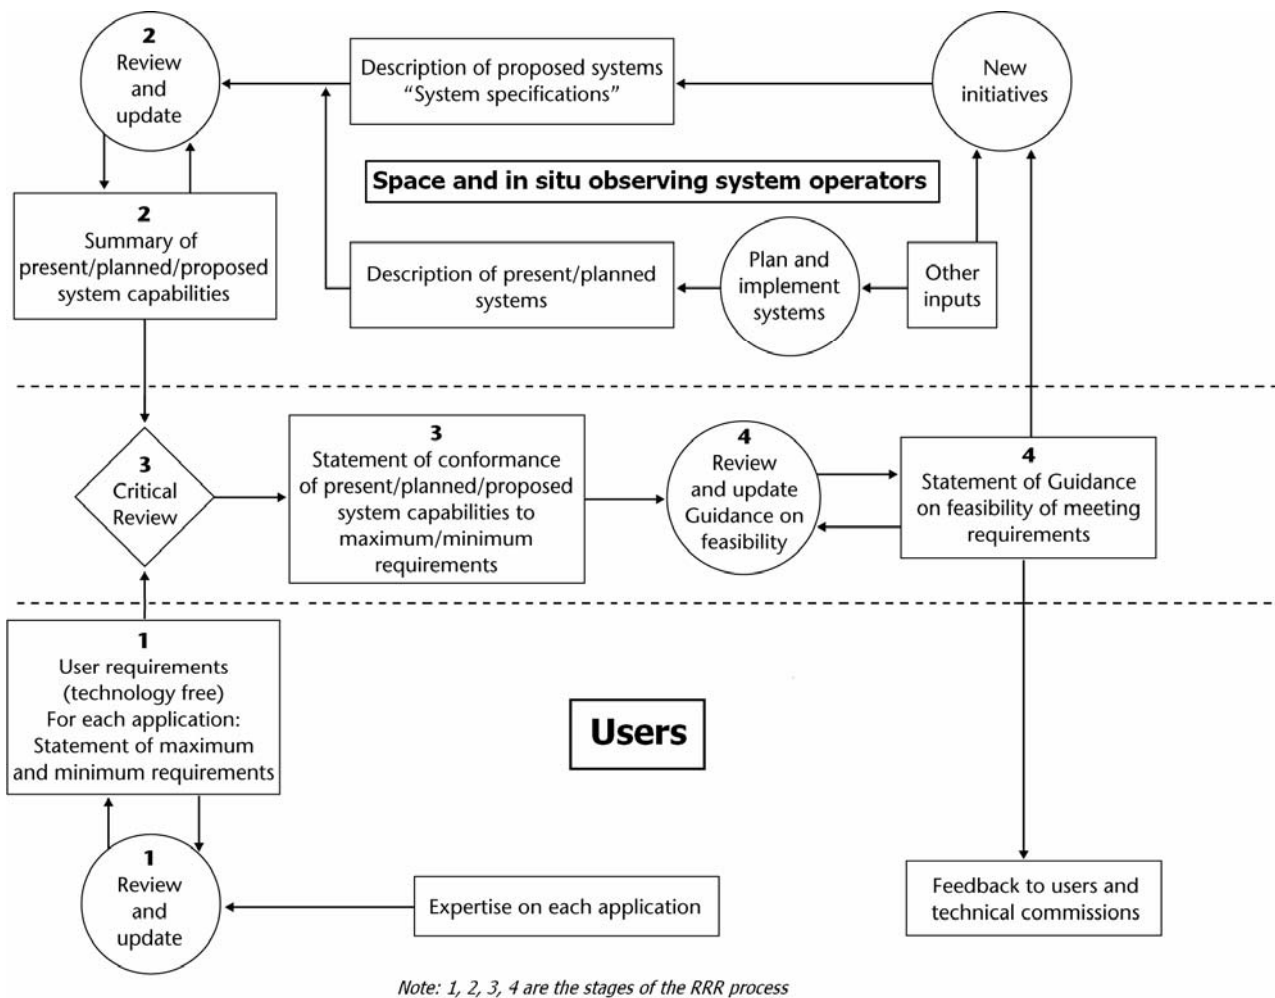 2
Review
and
update
Description of proposed systems
“System specifications”
New
initiatives
Space and in situ observing system operators
2
Summary of
present/planned/proposed
system capabilities
Description of present/planned
systems
Plan and
implement
systems
Other
inputs
3
Critical
Review
3
Statement of conformance
of present/planned/proposed
system capabilities to
maximum/minimum
requirements
4
Review
and update
Guidance on
feasibility
4
Statement of Guidance
on feasibility of meeting
requirements
1
User requirements
(technology free)
For each application:
Statement of maximum
and minimum requirements
Users
1
Review
and
update
Expertise on each application
Feedback to users and
technical commissions
Note: 1, 2, 3, 4 are the stages of the RRR process